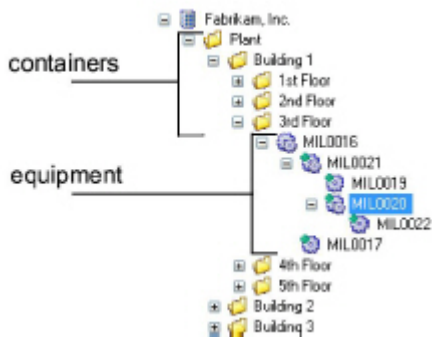 Fabrikam, Inc.
Plant
containers
Building 1
1st Floor
2nd Floor
3rd Floor
MIL0016
equipment
MIL0021
MIL0019
MIL0020
MIL0022
MIL0017
4th Floor
5th Floor
Building 2
Building 3